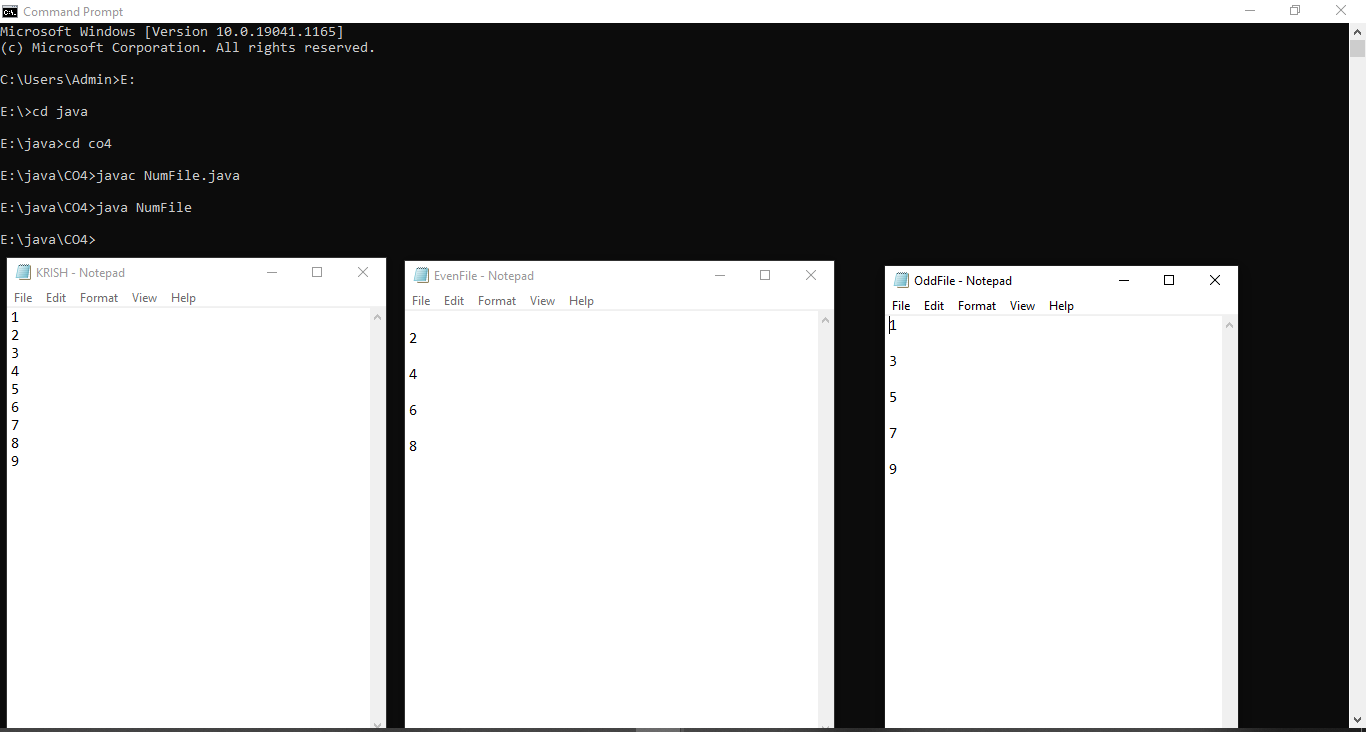 Command Prompt
Microsoft Windows [Version 10.0.19041.1165]
(c) Microsoft Corporation. All rights reserved.
C:\Users\Admin>E:
E:\>cd java
E:\java>cd co4
E:\java\CO4>javac NumFile.java
E:\java\CO4>java NumFile
E:\java\CO4>
KRISH - Notepad
File Edit Format View Help
1
2
3
4
5
6
7
8
9
EvenFile - Notepad
File Edit Format View Help
2
4
6
8
OddFile - Notepad
File Edit Format View Help
1
3
5
7
9